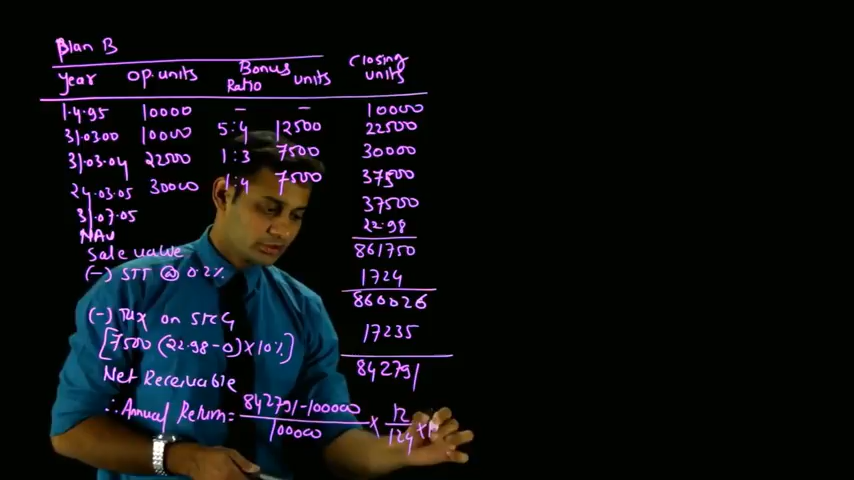 Plan B
Year Op. units Bonus Ratio units Closing units
1.4.95 10000 - - 10000
31.03.00 10000 5:4 12500 22500
31.03.04 22500 1:3 7500 30000
24.03.05 30000 1:4 7500 37500
31.07.05 37500
NAV 22.98
Sale value 861750
(-) STT @ 0.2% 1724
860026
(-) Tax on STCG 17235
[7500 (22.98-0) × 10%]
Net Receivable 842791
∴ Annual Return = 842791-100000 / 100000 × 12 / 124 ×